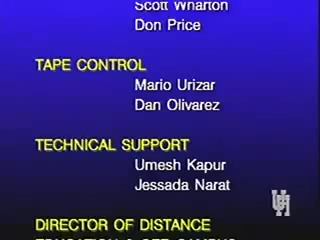 Scott Wharton
Don Price
TAPE CONTROL
Mario Urizar
Dan Olivarez
TECHNICAL SUPPORT
Umesh Kapur
Jessada Narat
UH
DIRECTOR OF DISTANCE